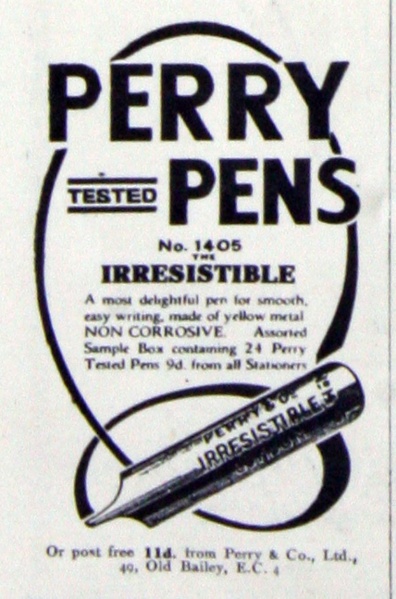 PERRY
TESTED PENS
No. 1405
THE
IRRESISTIBLE
A most delightful pen for smooth,
easy writing, made of yellow metal
NON CORROSIVE. Assorted
Sample Box containing 24 Perry
Tested Pens 9d. from all Stationers
PERRY & CO.
IRRESISTIBLE
LONDON
Or post free 11d. from Perry & Co., Ltd.,
49, Old Bailey, E.C. 4